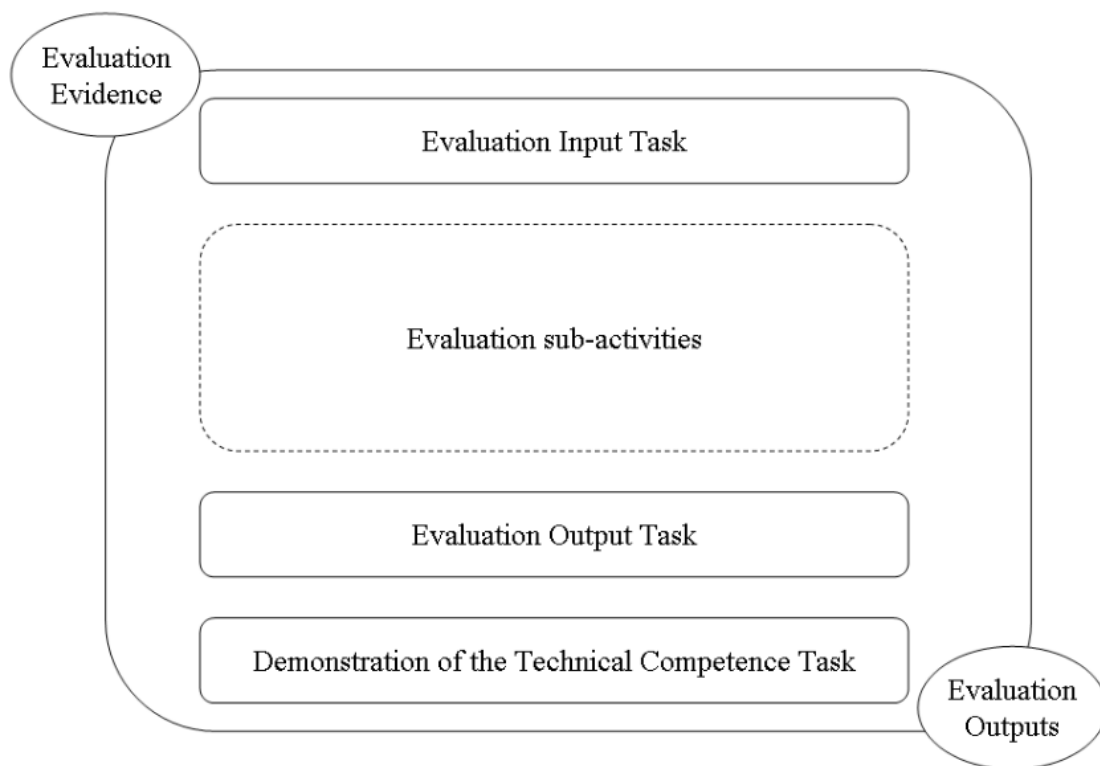 Evaluation
Evidence
Evaluation Input Task
Evaluation sub-activities
Evaluation Output Task
Demonstration of the Technical Competence Task
Evaluation
Outputs